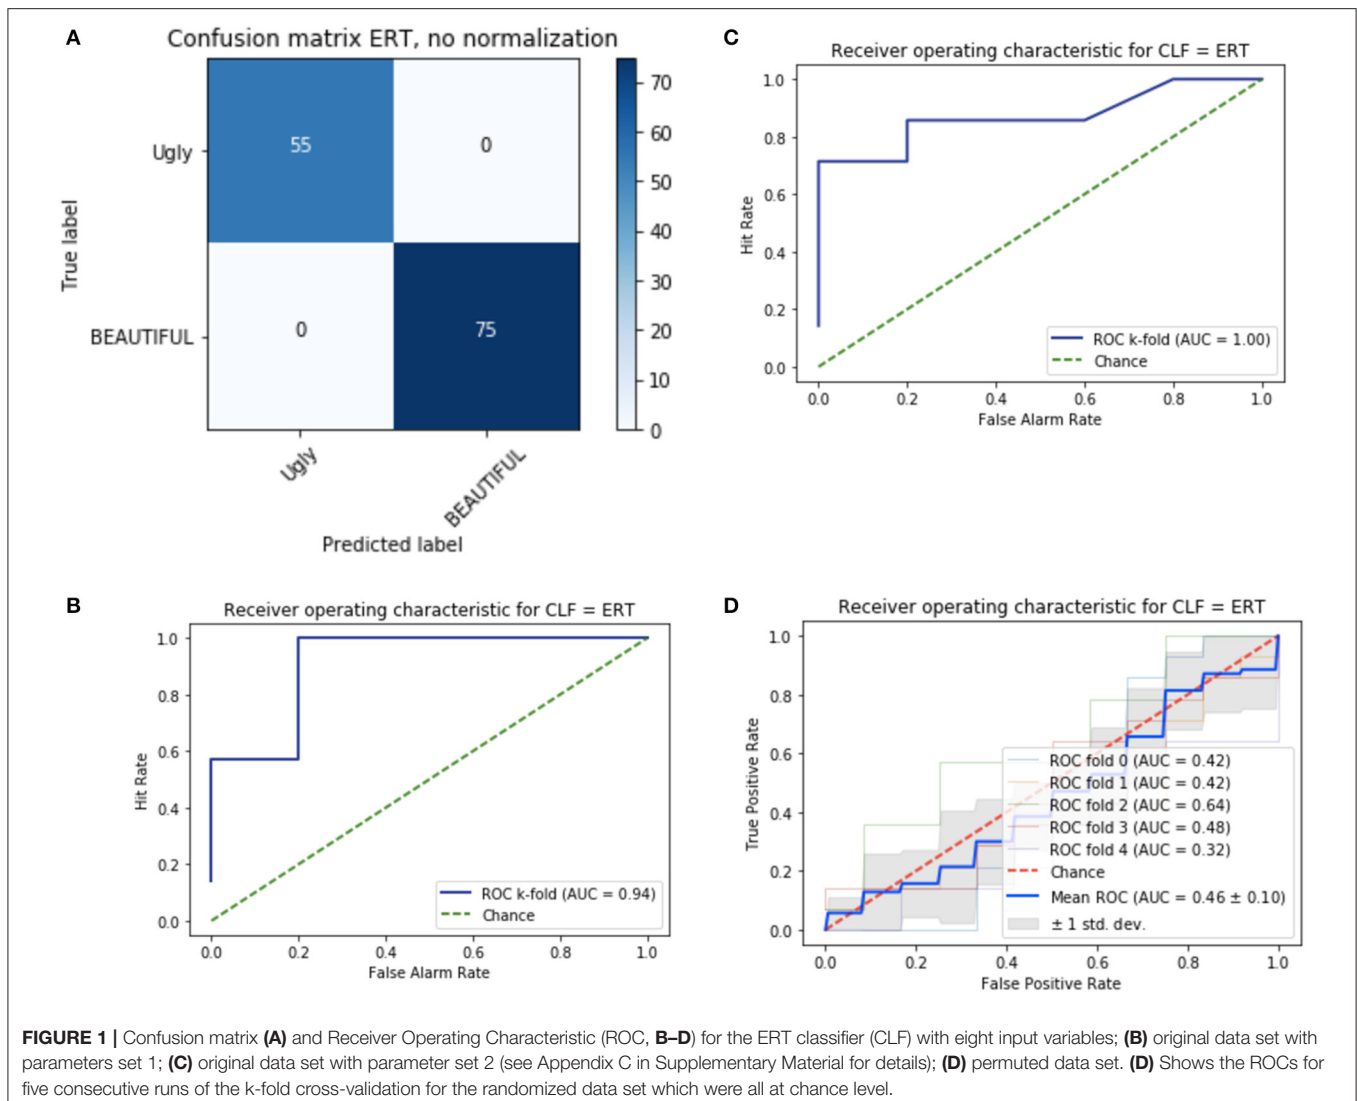 A
Confusion matrix ERT, no normalization
True label
Ugly
BEAUTIFUL
55
0
0
75
Ugly
BEAUTIFUL
Predicted label
70
60
50
40
30
20
10
0
C
Receiver operating characteristic for CLF = ERT
Hit Rate
1.0
0.8
0.6
0.4
0.2
0.0
ROC k-fold (AUC = 1.00)
Chance
0.0 0.2 0.4 0.6 0.8 1.0
False Alarm Rate
B
Receiver operating characteristic for CLF = ERT
Hit Rate
1.0
0.8
0.6
0.4
0.2
0.0
ROC k-fold (AUC = 0.94)
Chance
0.0 0.2 0.4 0.6 0.8 1.0
False Alarm Rate
D
Receiver operating characteristic for CLF = ERT
True Positive Rate
1.0
0.8
0.6
0.4
0.2
0.0
ROC fold 0 (AUC = 0.42)
ROC fold 1 (AUC = 0.42)
ROC fold 2 (AUC = 0.64)
ROC fold 3 (AUC = 0.48)
ROC fold 4 (AUC = 0.32)
Chance
Mean ROC (AUC = 0.46 ± 0.10)
± 1 std. dev.
0.0 0.2 0.4 0.6 0.8 1.0
False Positive Rate
FIGURE 1 | Confusion matrix (A) and Receiver Operating Characteristic (ROC, B–D) for the ERT classifier (CLF) with eight input variables; (B) original data set with
parameters set 1; (C) original data set with parameter set 2 (see Appendix C in Supplementary Material for details); (D) permuted data set. (D) Shows the ROCs for
five consecutive runs of the k-fold cross-validation for the randomized data set which were all at chance level.